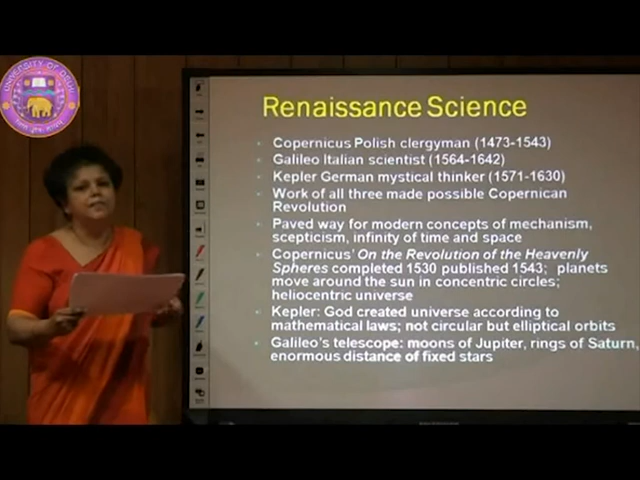 UNIVERSITY OF DELHI
Renaissance Science
Copernicus Polish clergyman (1473-1543)
Galileo Italian scientist (1564-1642)
Kepler German mystical thinker (1571-1630)
Work of all three made possible Copernican
Revolution
Paved way for modern concepts of mechanism,
scepticism, infinity of time and space
Copernicus' On the Revolution of the Heavenly
Spheres completed 1530 published 1543; planets
move around the sun in concentric circles;
heliocentric universe
Kepler: God created universe according to
mathematical laws; not circular but elliptical orbits
Galileo's telescope: moons of Jupiter, rings of Saturn,
enormous distance of fixed stars